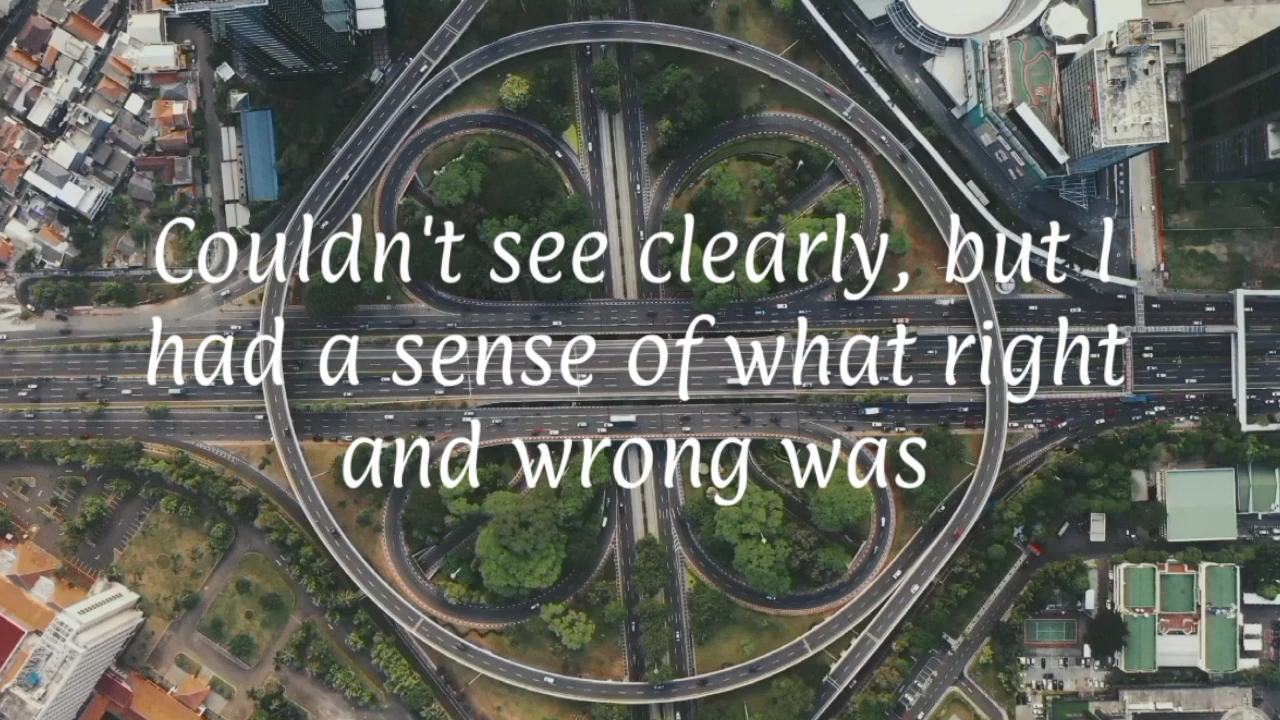 Couldn't see clearly, but I
had a sense of what right
and wrong was